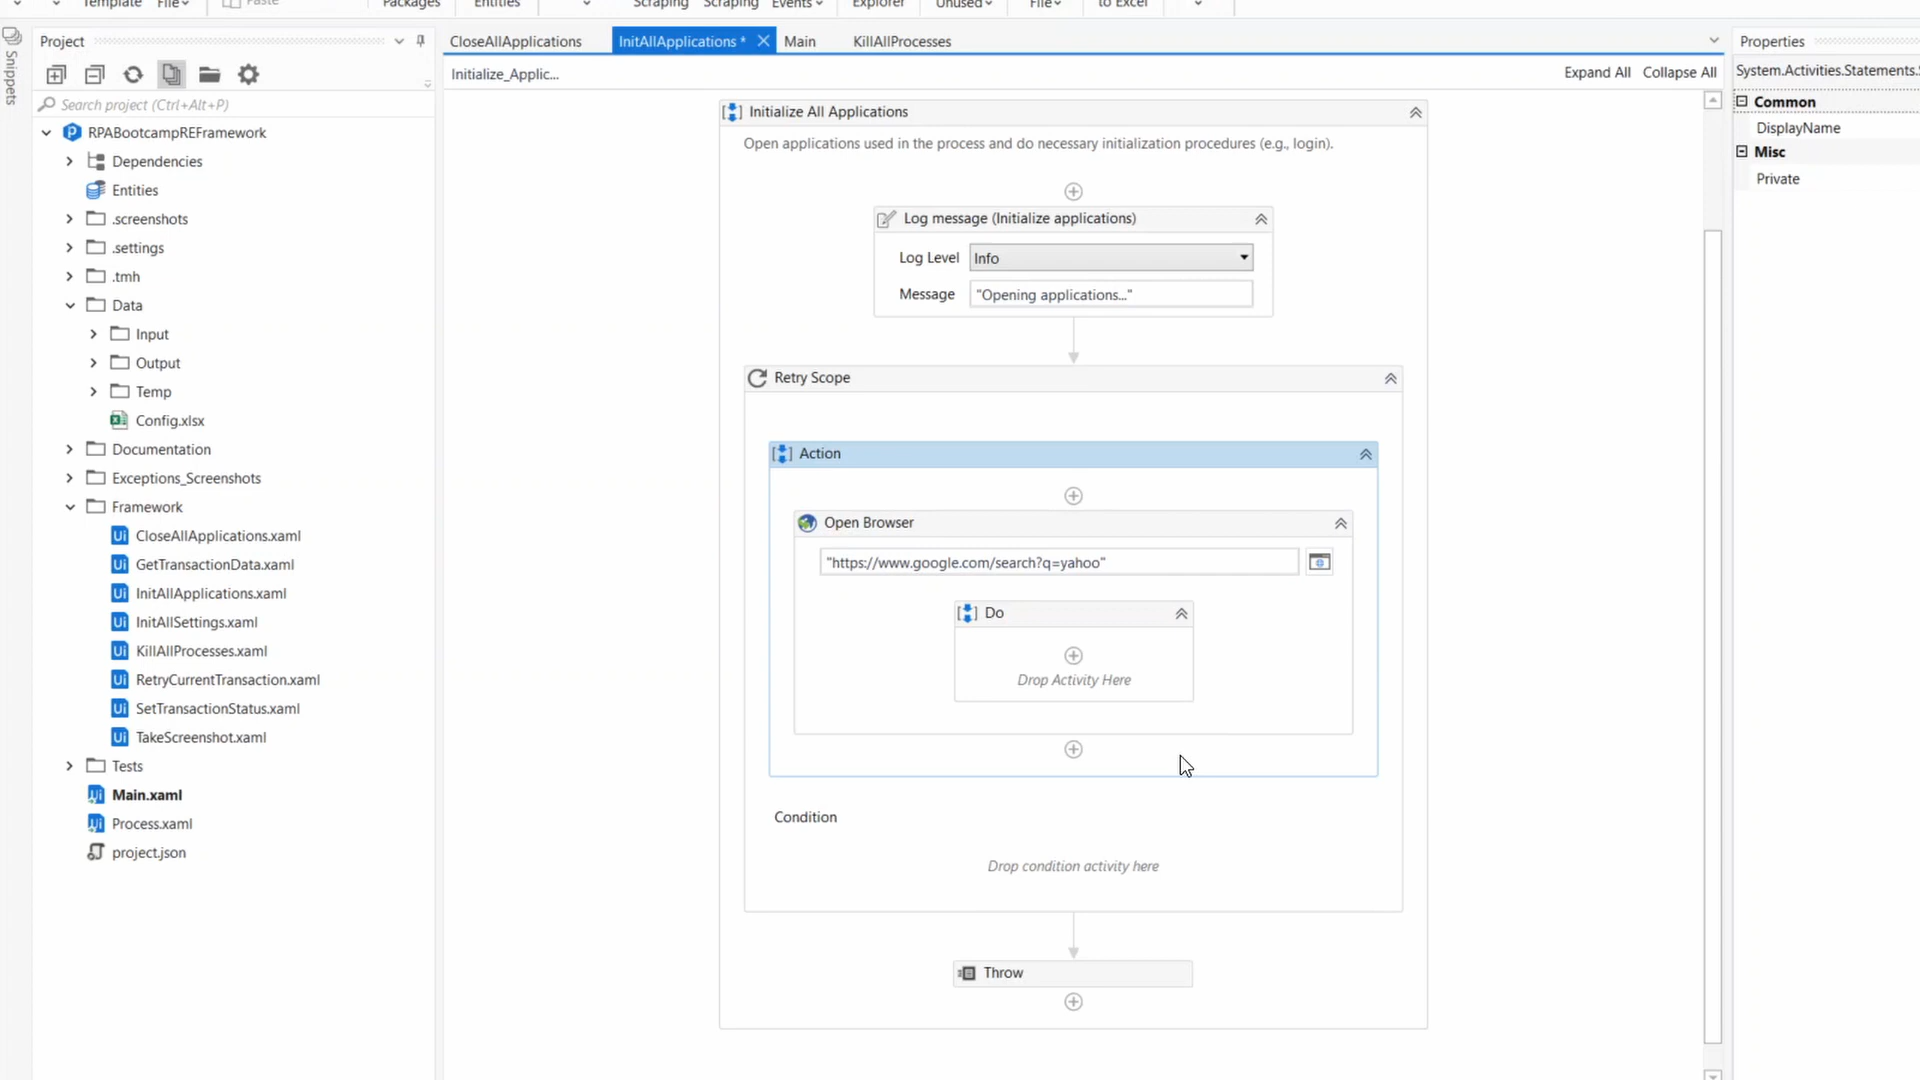 Template
File
Paste
Packages
Entities
Scraping
Scraping
Events
Explorer
Unused
File
to Excel
Snippets
Project
CloseAllApplications
InitAllApplications *
Main
KillAllProcesses
Properties
Initialize_Applic...
Expand All
Collapse All
System.Activities.Statements.
Search project (Ctrl+Alt+P)
Common
DisplayName
Misc
Private
RPABootcampREFramework
Dependencies
Entities
.screenshots
.settings
.tmh
Data
Input
Output
Temp
Config.xlsx
Documentation
Exceptions_Screenshots
Framework
CloseAllApplications.xaml
GetTransactionData.xaml
InitAllApplications.xaml
InitAllSettings.xaml
KillAllProcesses.xaml
RetryCurrentTransaction.xaml
SetTransactionStatus.xaml
TakeScreenshot.xaml
Tests
Main.xaml
Process.xaml
project.json
Initialize All Applications
Open applications used in the process and do necessary initialization procedures (e.g., login).
Log message (Initialize applications)
Log Level Info
Message "Opening applications..."
Retry Scope
Action
Open Browser
"https://www.google.com/search?q=yahoo"
Do
Drop Activity Here
Condition
Drop condition activity here
Throw